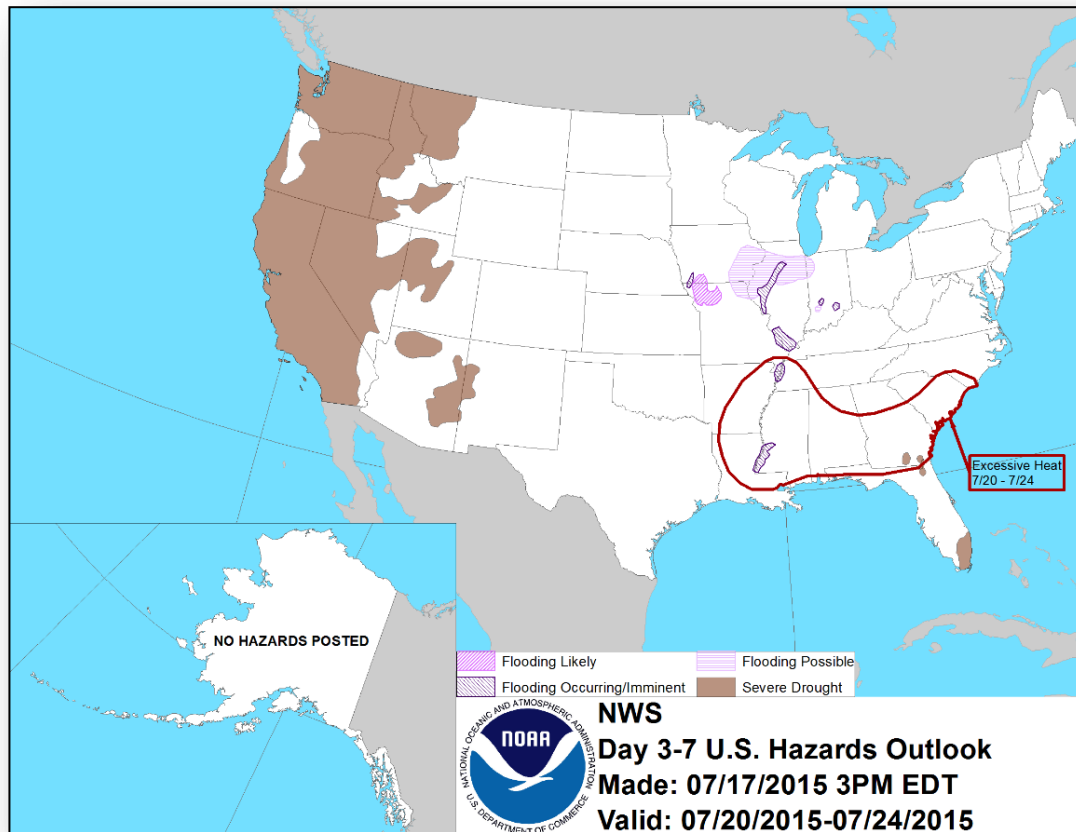 Excessive Heat
7/20 - 7/24
NO HAZARDS POSTED
Flooding Likely
Flooding Possible
Flooding Occurring/Imminent
Severe Drought
NATIONAL OCEANIC AND ATMOSPHERIC ADMINISTRATION
NOAA
U.S. DEPARTMENT OF COMMERCE
NWS
Day 3-7 U.S. Hazards Outlook
Made: 07/17/2015 3PM EDT
Valid: 07/20/2015-07/24/2015